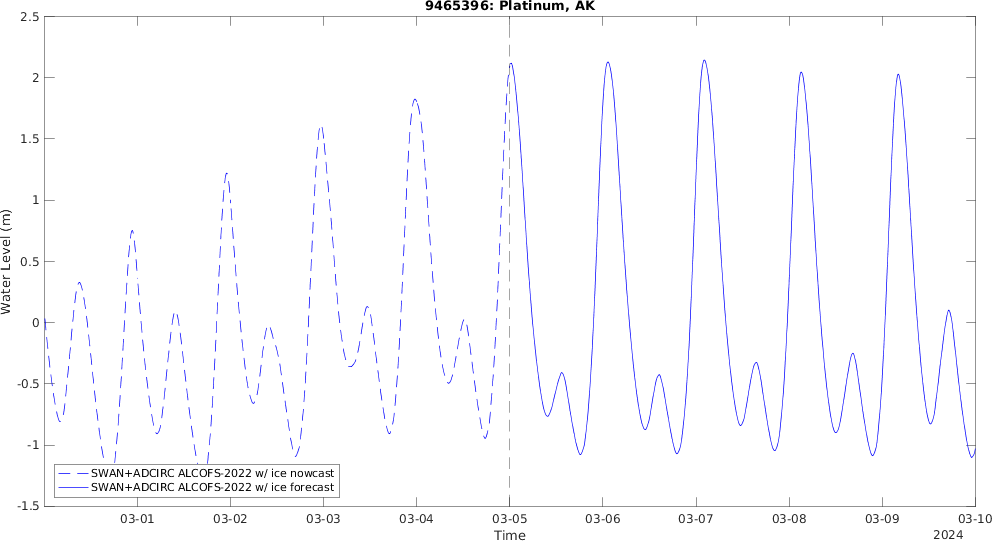 9465396: Platinum, AK
2.5
2
1.5
1
0.5
0
-0.5
-1
-1.5
Water Level (m)
SWAN+ADCIRC ALCOFS-2022 w/ ice nowcast
SWAN+ADCIRC ALCOFS-2022 w/ ice forecast
03-01 03-02 03-03 03-04 03-05 03-06 03-07 03-08 03-09 03-10
Time
2024